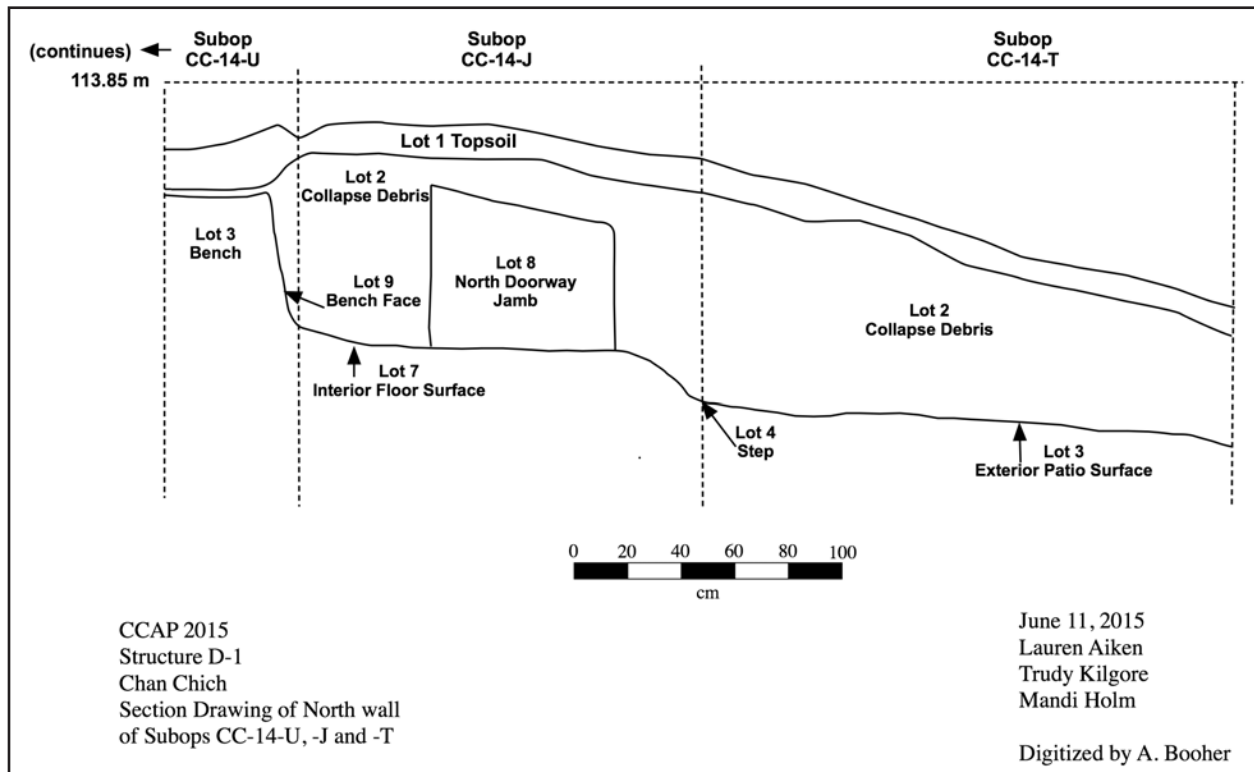 (continues)
113.85 m
Subop
CC-14-U
Subop
CC-14-J
Subop
CC-14-T
Lot 1 Topsoil
Lot 2
Collapse Debris
Lot 3
Bench
Lot 9
Bench Face
Lot 8
North Doorway
Jamb
Lot 2
Collapse Debris
Lot 7
Interior Floor Surface
Lot 4
Step
Lot 3
Exterior Patio Surface
0 20 40 60 80 100
cm
CCAP 2015
Structure D-1
Chan Chich
Section Drawing of North wall
of Subops CC-14-U, -J and -T
June 11, 2015
Lauren Aiken
Trudy Kilgore
Mandi Holm
Digitized by A. Booher